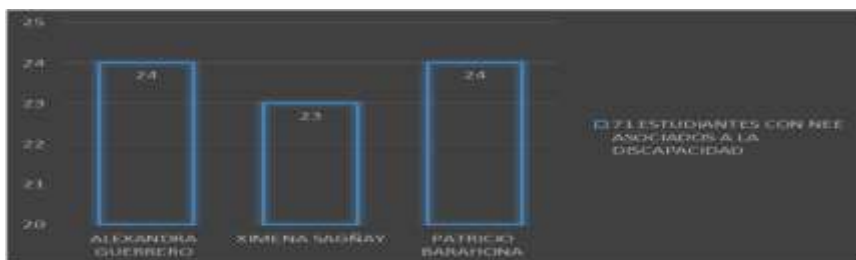 25
24
23
22
21
20
24
23
24
ALEXANDRA
GUERRERO
XIMENA SAGÑAY
PATRICIO
BARAHONA
71 ESTUDIANTES CON NEE
ASOCIADOS A LA
DISCAPACIDAD